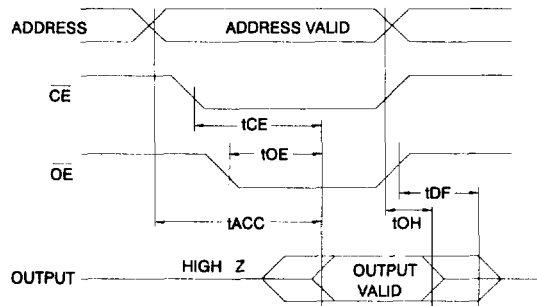 ADDRESS
ADDRESS VALID
CE
tCE
tOE
OE
tDF
tOH
tACC
HIGH Z
OUTPUT
OUTPUT
VALID